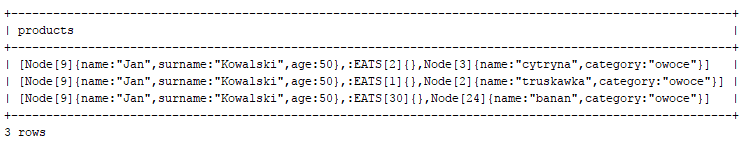 products
[Node[9]{name:"Jan",surname:"Kowalski",age:50},:EATS[2]{},Node[3]{name:"cytryna",category:"owoce"}]
[Node[9]{name:"Jan",surname:"Kowalski",age:50},:EATS[1]{},Node[2]{name:"truskawka",category:"owoce"}]
[Node[9]{name:"Jan",surname:"Kowalski",age:50},:EATS[30]{},Node[24]{name:"banan",category:"owoce"}]
3 rows